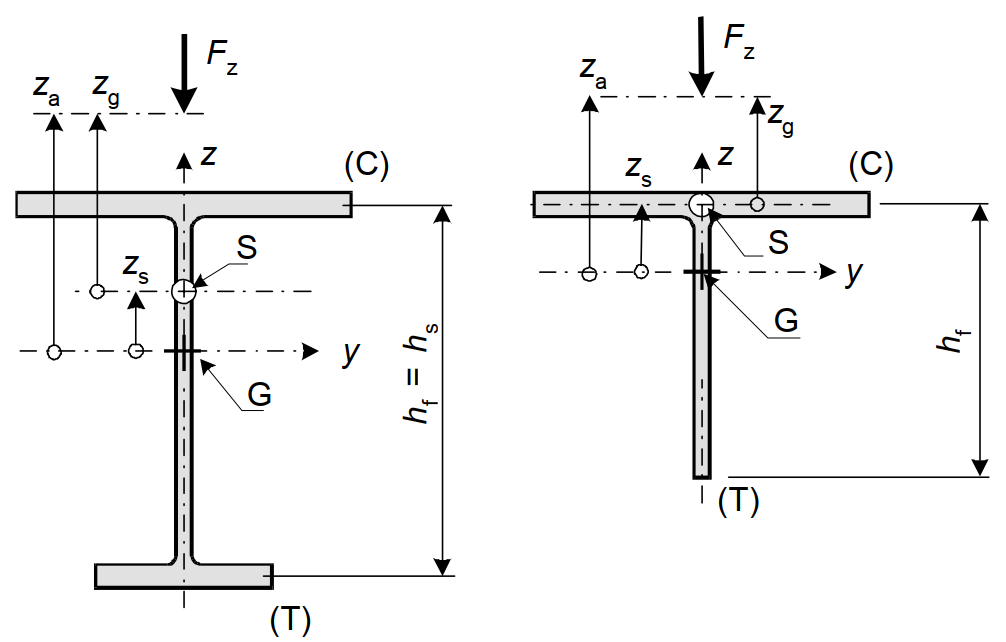 F_z
z_a
z_g
z
(C)
S
z_s
y
G
h_f = h_s
(T)
F_z
z_a
z_g
z
(C)
z_s
S
y
G
h_f
(T)